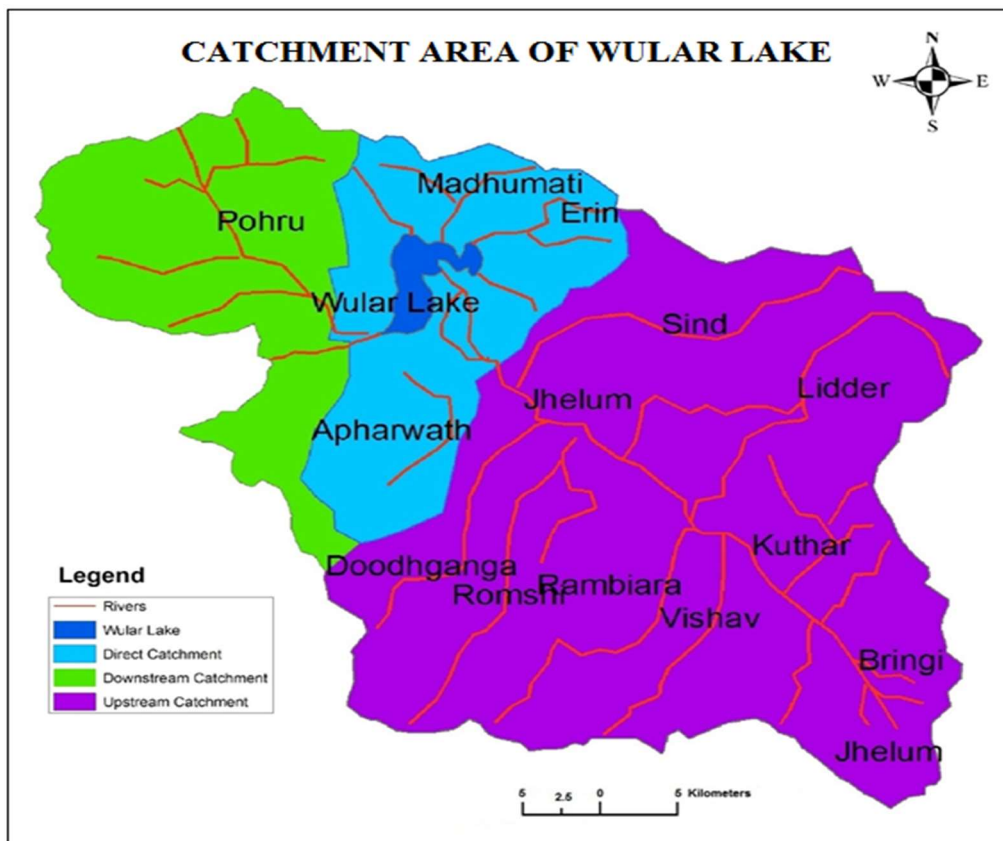 CATCHMENT AREA OF WULAR LAKE
N
W E
S
Madhumati
Erin
Pohru
Wular Lake
Sind
Lidder
Jhelum
Apharwath
Kuthar
Doodhganga
Romshi
Rambiara
Vishav
Bringi
Jhelum
Legend
Rivers
Wular Lake
Direct Catchment
Downstream Catchment
Upstream Catchment
5 2.5 0 5 Kilometers